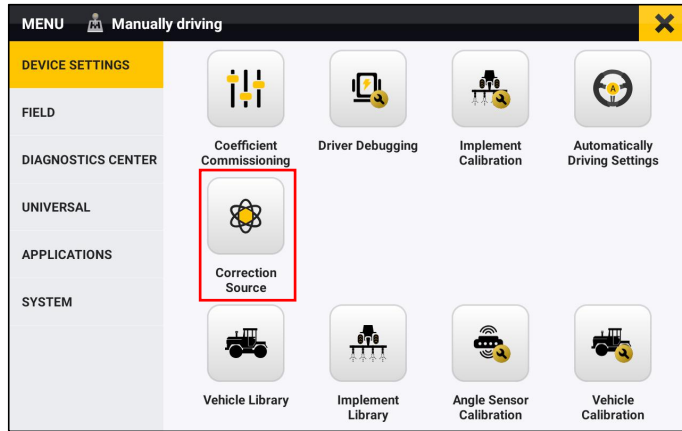 MENU Manually driving
DEVICE SETTINGS
FIELD
DIAGNOSTICS CENTER
UNIVERSAL
APPLICATIONS
SYSTEM
Coefficient
Commissioning
Driver Debugging
Implement
Calibration
A
Automatically
Driving Settings
Correction
Source
Vehicle Library
Implement
Library
Angle Sensor
Calibration
Vehicle
Calibration